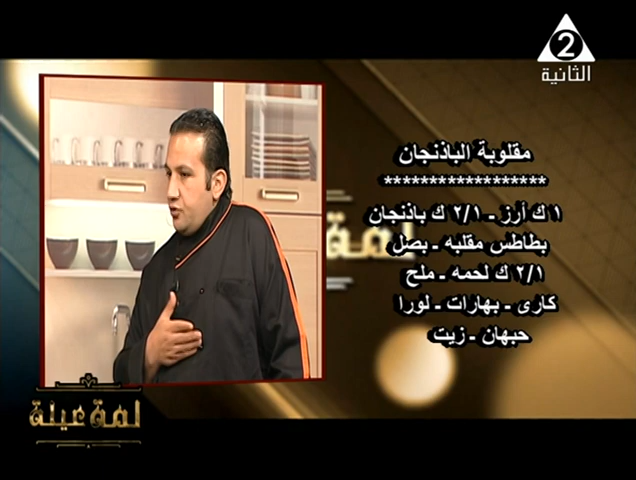 2
الثانية
مقلوبة الباذنجان
******************
١ ك أرز - ٢/١ ك باذنجان
بطاطس مقلبه - بصل
٢/١ ك لحمه - ملح
كارى - بهارات - لورا
حبهان - زيت
لمة عيلة